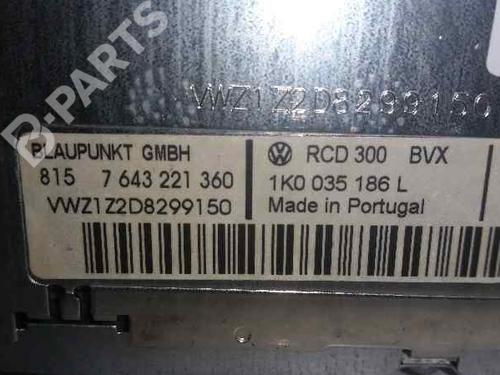 B-PARTS
VWZ1Z2D8299150
BLAUPUNKT GMBH
RCD 300 BVX
815 7 643 221 360
1K0 035 186 L
VWZ1Z2D8299150
Made in Portugal